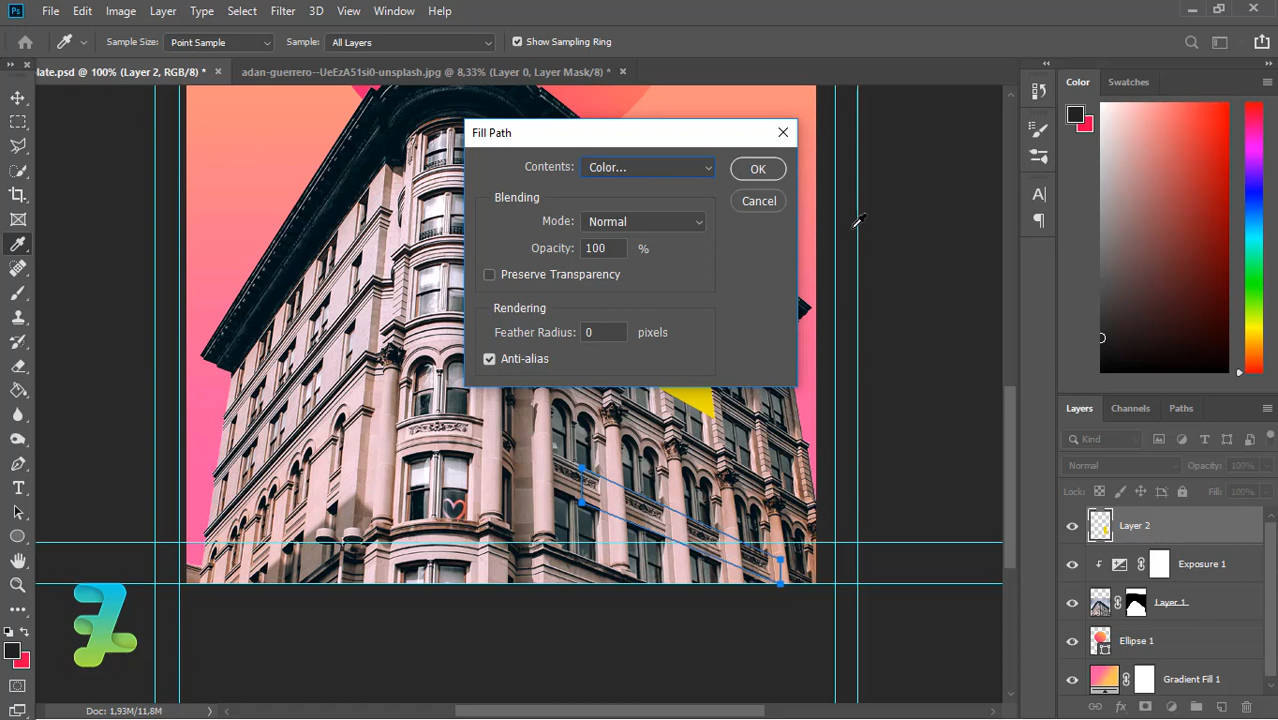 Ps File Edit Image Layer Type Select Filter 3D View Window Help
Sample Size: Point Sample Sample: All Layers Show Sampling Ring
late.psd @ 100% (Layer 2, RGB/8) * × adan-guerrero--UeEzA51si0-unsplash.jpg @ 8,33% (Layer 0, Layer Mask/8) * ×
Color Swatches
Fill Path
Contents: Color... OK
Blending
Cancel
Mode: Normal
Opacity: 100 %
Preserve Transparency
Rendering
Feather Radius: 0 pixels
Anti-alias
Layers Channels Paths
Kind
Normal Opacity: 100%
Lock: Fill: 100%
Layer 2
Exposure 1
Layer 1
Ellipse 1
Gradient Fill 1
Doc: 1,93M/11,8M